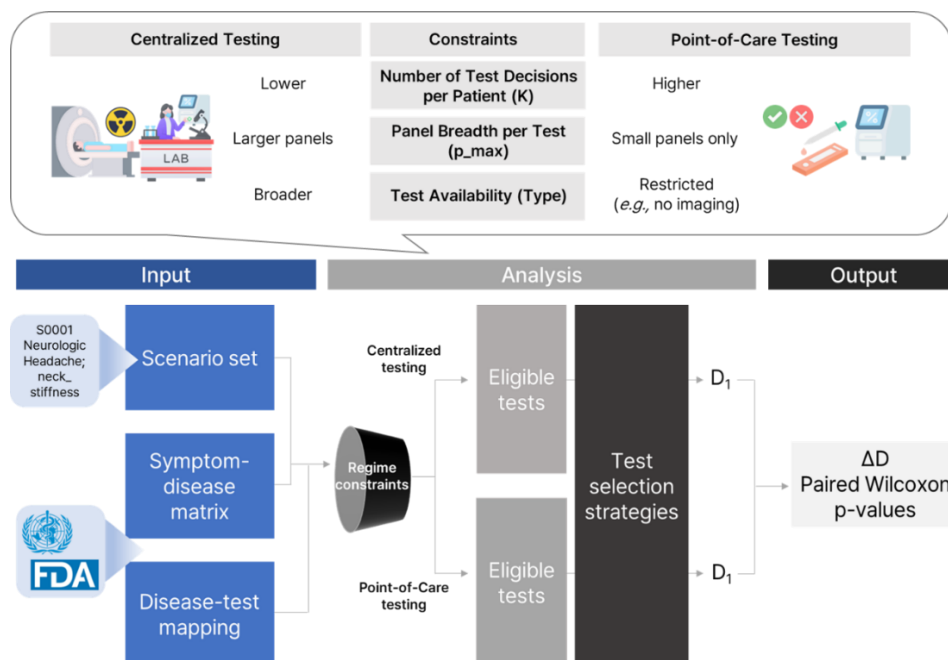 Centralized Testing
Constraints
Point-of-Care Testing
Lower
Number of Test Decisions
per Patient (K)
Higher
Larger panels
Panel Breadth per Test
(p_max)
Small panels only
LAB
Broader
Test Availability (Type)
Restricted
(e.g., no imaging)
Input
Analysis
Output
S0001
Neurologic
Headache;
neck_
stiffness
Scenario set
Symptom-
disease
matrix
FDA
Disease-test
mapping
Regime
constraints
Centralized
testing
Point-of-Care
testing
Eligible
tests
Eligible
tests
Test
selection
strategies
D₁
D₁
ΔD
Paired Wilcoxon
p-values